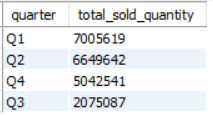 quarter total_sold_quantity
Q1 7005619
Q2 6649642
Q4 5042541
Q3 2075087